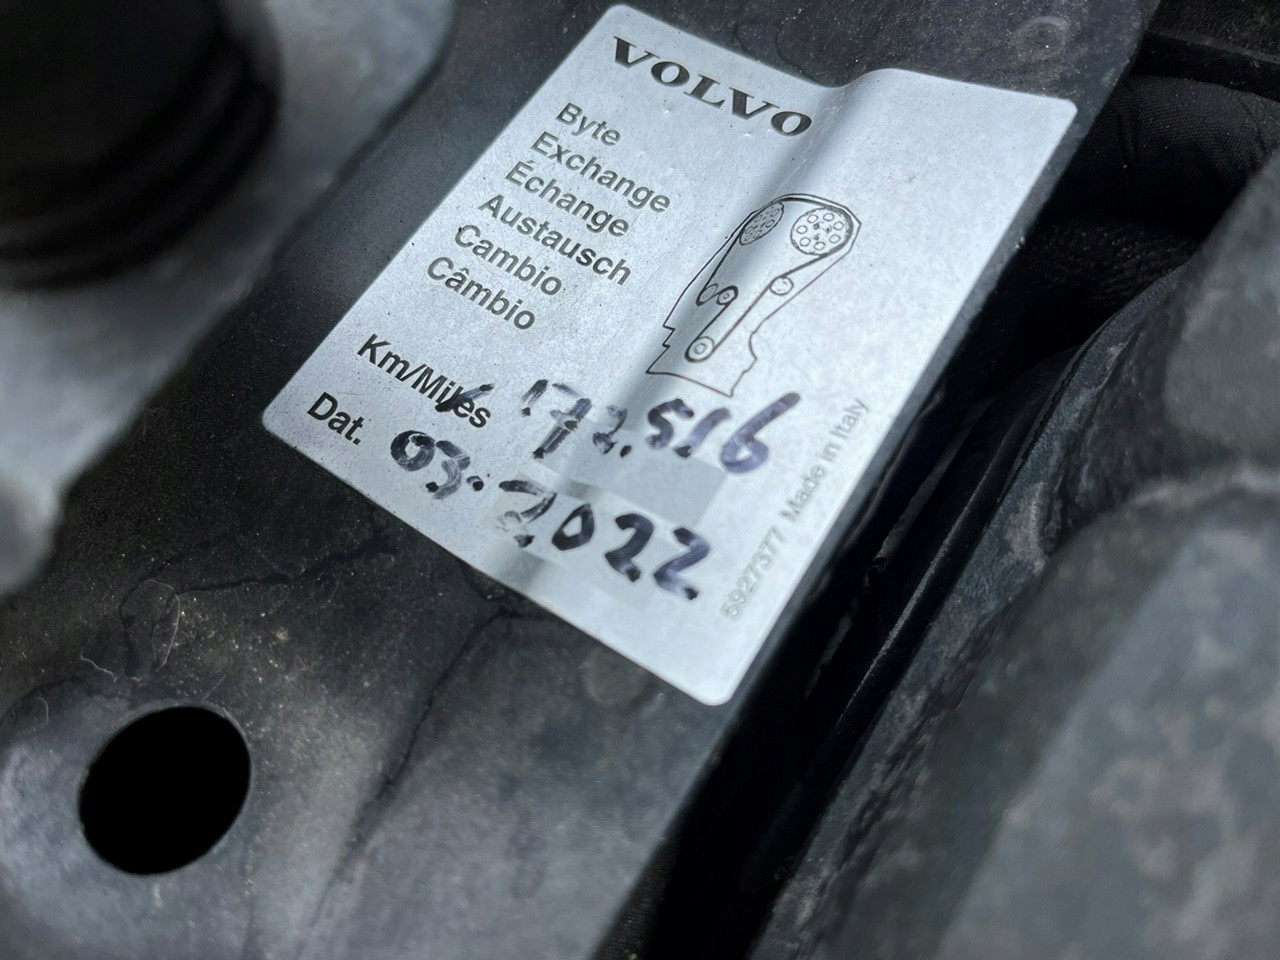 VOLVO
Byte
Exchange
Échange
Austausch
Cambio
Câmbio
Km/Miles 172.516
Dat. 03.2022
5927377 Made in Italy